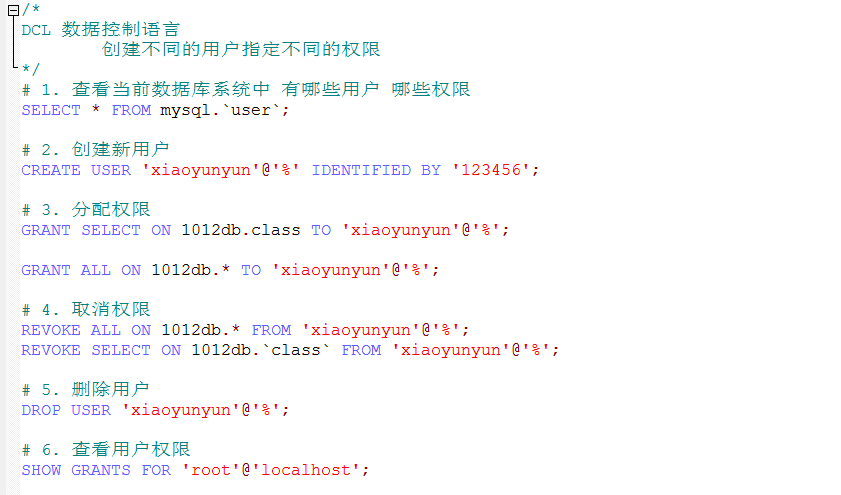 /*
DCL 数据控制语言
创建不同的用户指定不同的权限
*/
# 1. 查看当前数据库系统中 有哪些用户 哪些权限
SELECT * FROM mysql.`user`;
# 2. 创建新用户
CREATE USER 'xiaoyunyun'@'%' IDENTIFIED BY '123456';
# 3. 分配权限
GRANT SELECT ON 1012db.class TO 'xiaoyunyun'@'%';
GRANT ALL ON 1012db.* TO 'xiaoyunyun'@'%';
# 4. 取消权限
REVOKE ALL ON 1012db.* FROM 'xiaoyunyun'@'%';
REVOKE SELECT ON 1012db.`class` FROM 'xiaoyunyun'@'%';
# 5. 删除用户
DROP USER 'xiaoyunyun'@'%';
# 6. 查看用户权限
SHOW GRANTS FOR 'root'@'localhost';